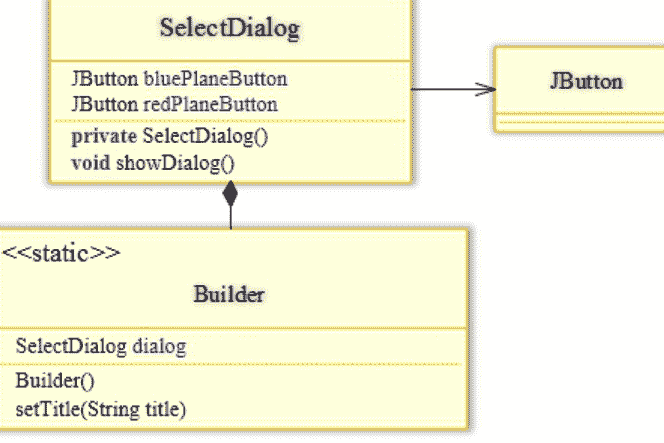 SelectDialog
JButton bluePlaneButton
JButton redPlaneButton
private SelectDialog()
void showDialog()
JButton
<<static>>
Builder
SelectDialog dialog
Builder()
setTitle(String title)